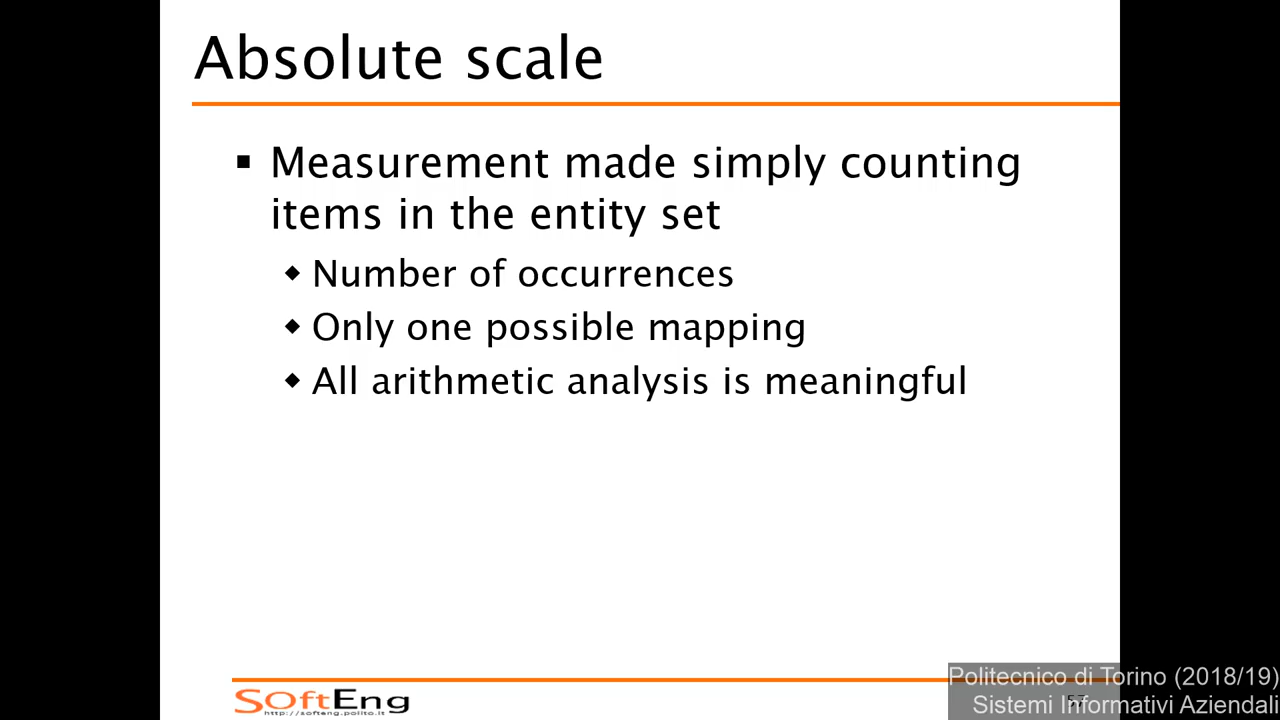 Absolute scale
▪ Measurement made simply counting
items in the entity set
◆ Number of occurrences
◆ Only one possible mapping
◆ All arithmetic analysis is meaningful
SoftEng
http://softeng.polito.it
Politecnico di Torino (2018/19)
Sistemi Informativi Aziendali